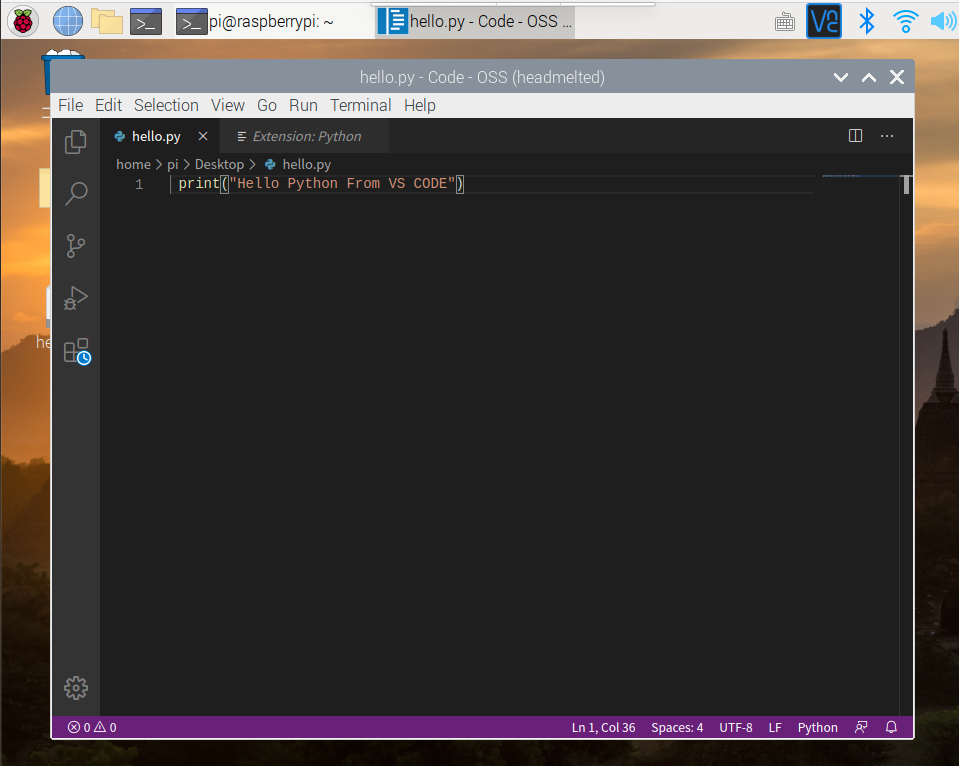 pi@raspberrypi: ~
hello.py - Code - OSS ...
hello.py - Code - OSS (headmelted)
File Edit Selection View Go Run Terminal Help
hello.py Extension: Python
home > pi > Desktop > hello.py
1 print("Hello Python From VS CODE")
he
0 0 Ln 1, Col 36 Spaces: 4 UTF-8 LF Python